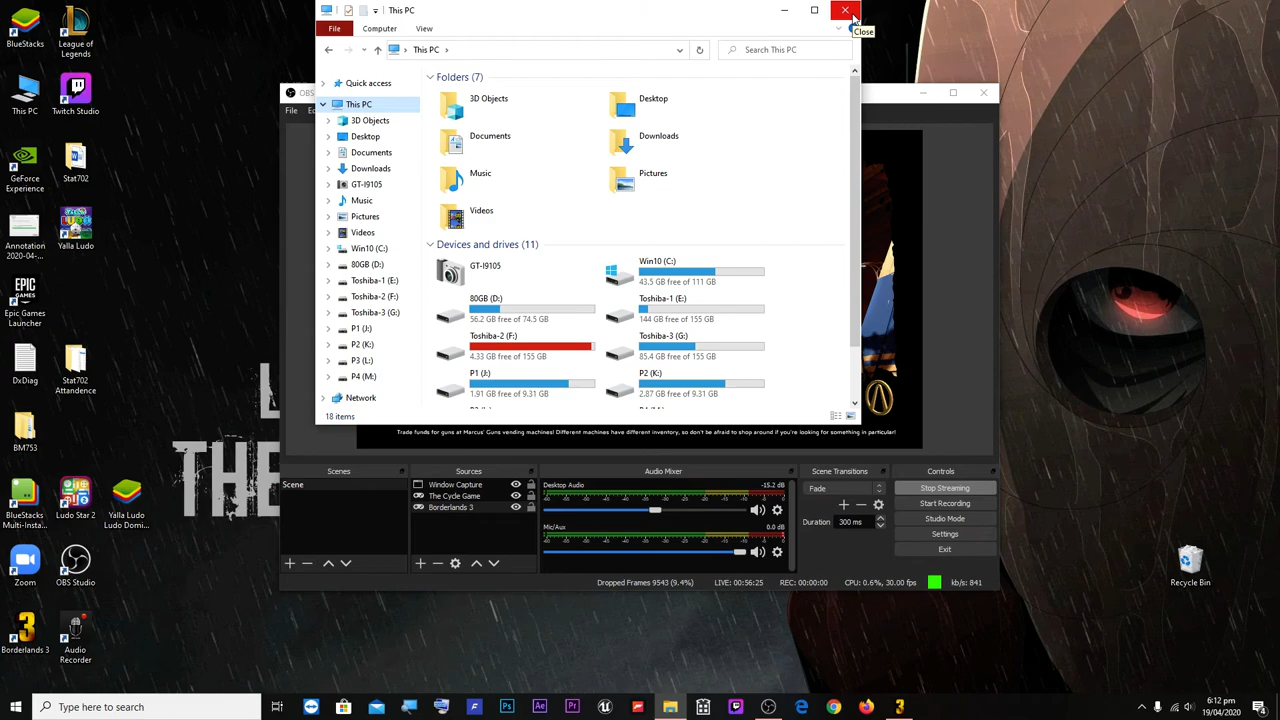 This PC
Close
File
Computer
View
This PC
Search This PC
Quick access
This PC
3D Objects
Desktop
Documents
Downloads
GT-I9105
Music
Pictures
Videos
Win10 (C:)
80GB (D:)
Toshiba-1 (E:)
Toshiba-2 (F:)
Toshiba-3 (G:)
P1 (J:)
P2 (K:)
P3 (L:)
P4 (M:)
Network
Folders (7)
3D Objects
Desktop
Documents
Downloads
Music
Pictures
Videos
Devices and drives (11)
GT-I9105
Win10 (C:)
43.5 GB free of 111 GB
80GB (D:)
56.2 GB free of 74.5 GB
Toshiba-1 (E:)
144 GB free of 155 GB
Toshiba-2 (F:)
4.33 GB free of 155 GB
Toshiba-3 (G:)
85.4 GB free of 155 GB
P1 (J:)
1.91 GB free of 9.31 GB
P2 (K:)
2.87 GB free of 9.31 GB
18 items
BlueStacks
League of
Legends
This PC
Twitch Studio
GeForce
Experience
Stat702
Annotation
2020-04-...
Yalla Ludo
Epic Games
Launcher
DxDiag
Stat702
Attendence
BM753
BlueStacks
Multi-Insta...
Ludo Star 2
Yalla Ludo
Ludo Domi...
Zoom
OBS Studio
Borderlands 3
Audio
Recorder
Recycle Bin
THE
OBS
File
Trade funds for guns at Marcus' Guns vending machines! Different machines have different inventory, so don't be afraid to shop around if you're looking for something in particular!
Scenes
Scene
Sources
Window Capture
The Cycle Game
Borderlands 3
Audio Mixer
Desktop Audio
-15.2 dB
Mic/Aux
0.0 dB
Scene Transitions
Fade
Duration
300 ms
Controls
Stop Streaming
Start Recording
Studio Mode
Settings
Exit
Dropped Frames 9543 (9.4%)
LIVE: 00:56:25
REC: 00:00:00
CPU: 0.6%, 30.00 fps
kb/s: 841
Type here to search
6:12 pm
19/04/2020